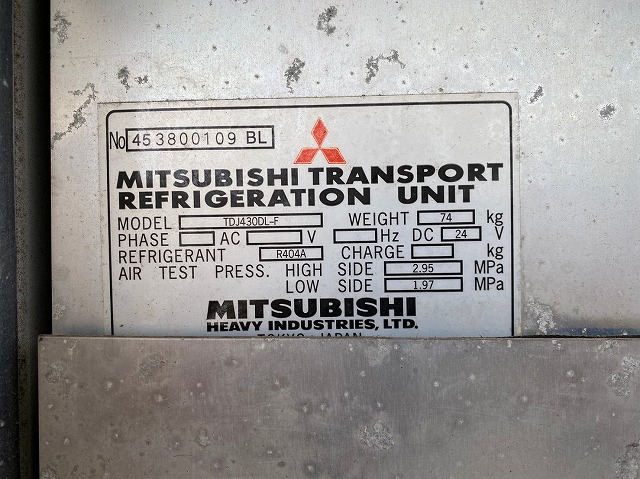 No 453800109 BL
MITSUBISHI TRANSPORT
REFRIGERATION UNIT
MODEL TDJ430DL-F WEIGHT 74 kg
PHASE AC V Hz DC 24 V
REFRIGERANT R404A CHARGE kg
AIR TEST PRESS. HIGH SIDE 2.95 MPa
LOW SIDE 1.97 MPa
MITSUBISHI
HEAVY INDUSTRIES, LTD.
TOKYO JAPAN